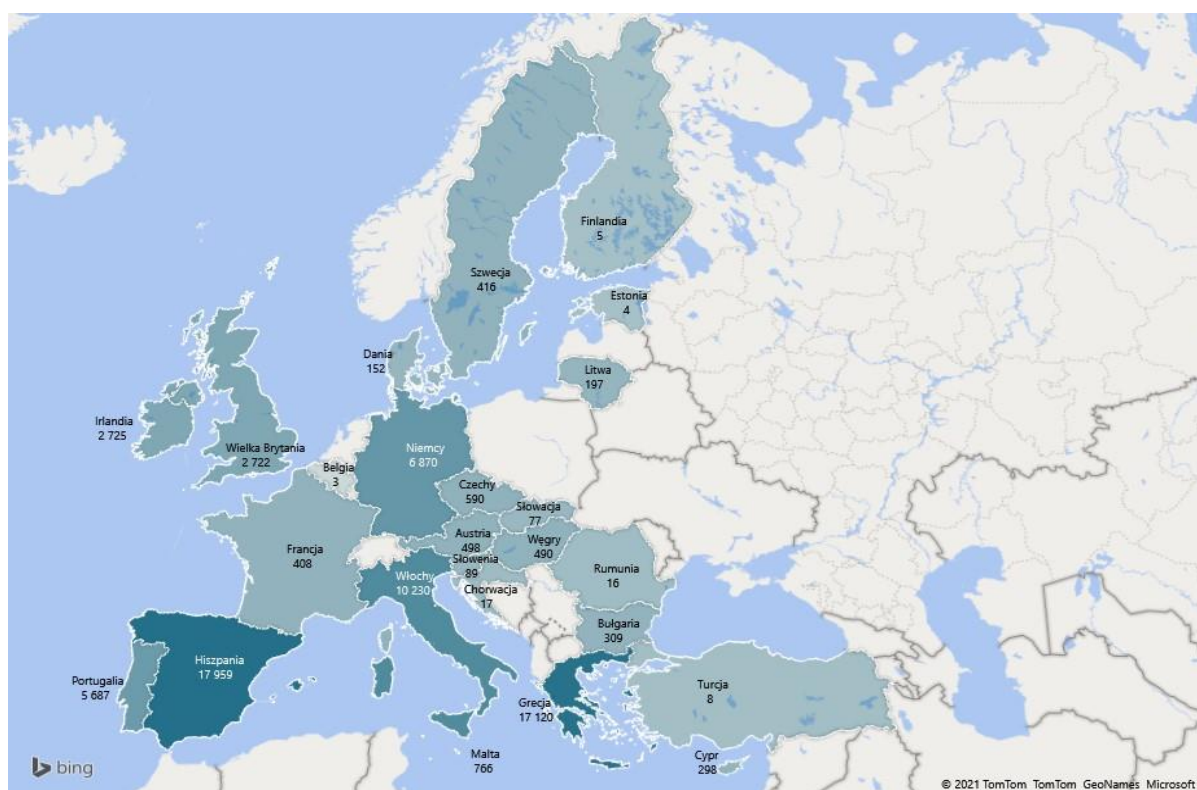 Finlandia
5
Szwecja
416
Estonia
4
Dania
152
Litwa
197
Irlandia
2 725
Wielka Brytania
2 722
Niemcy
6 870
Belgia
3
Czechy
590
Słowacja
77
Austria
498
Węgry
490
Francja
408
Słowenia
89
Włochy
10 230
Rumunia
16
Chorwacja
17
Bułgaria
309
Hiszpania
17 959
Portugalia
5 687
Grecja
17 120
Turcja
8
Malta
766
Cypr
298
bing
© 2021 TomTom TomTom GeoNames Microsoft